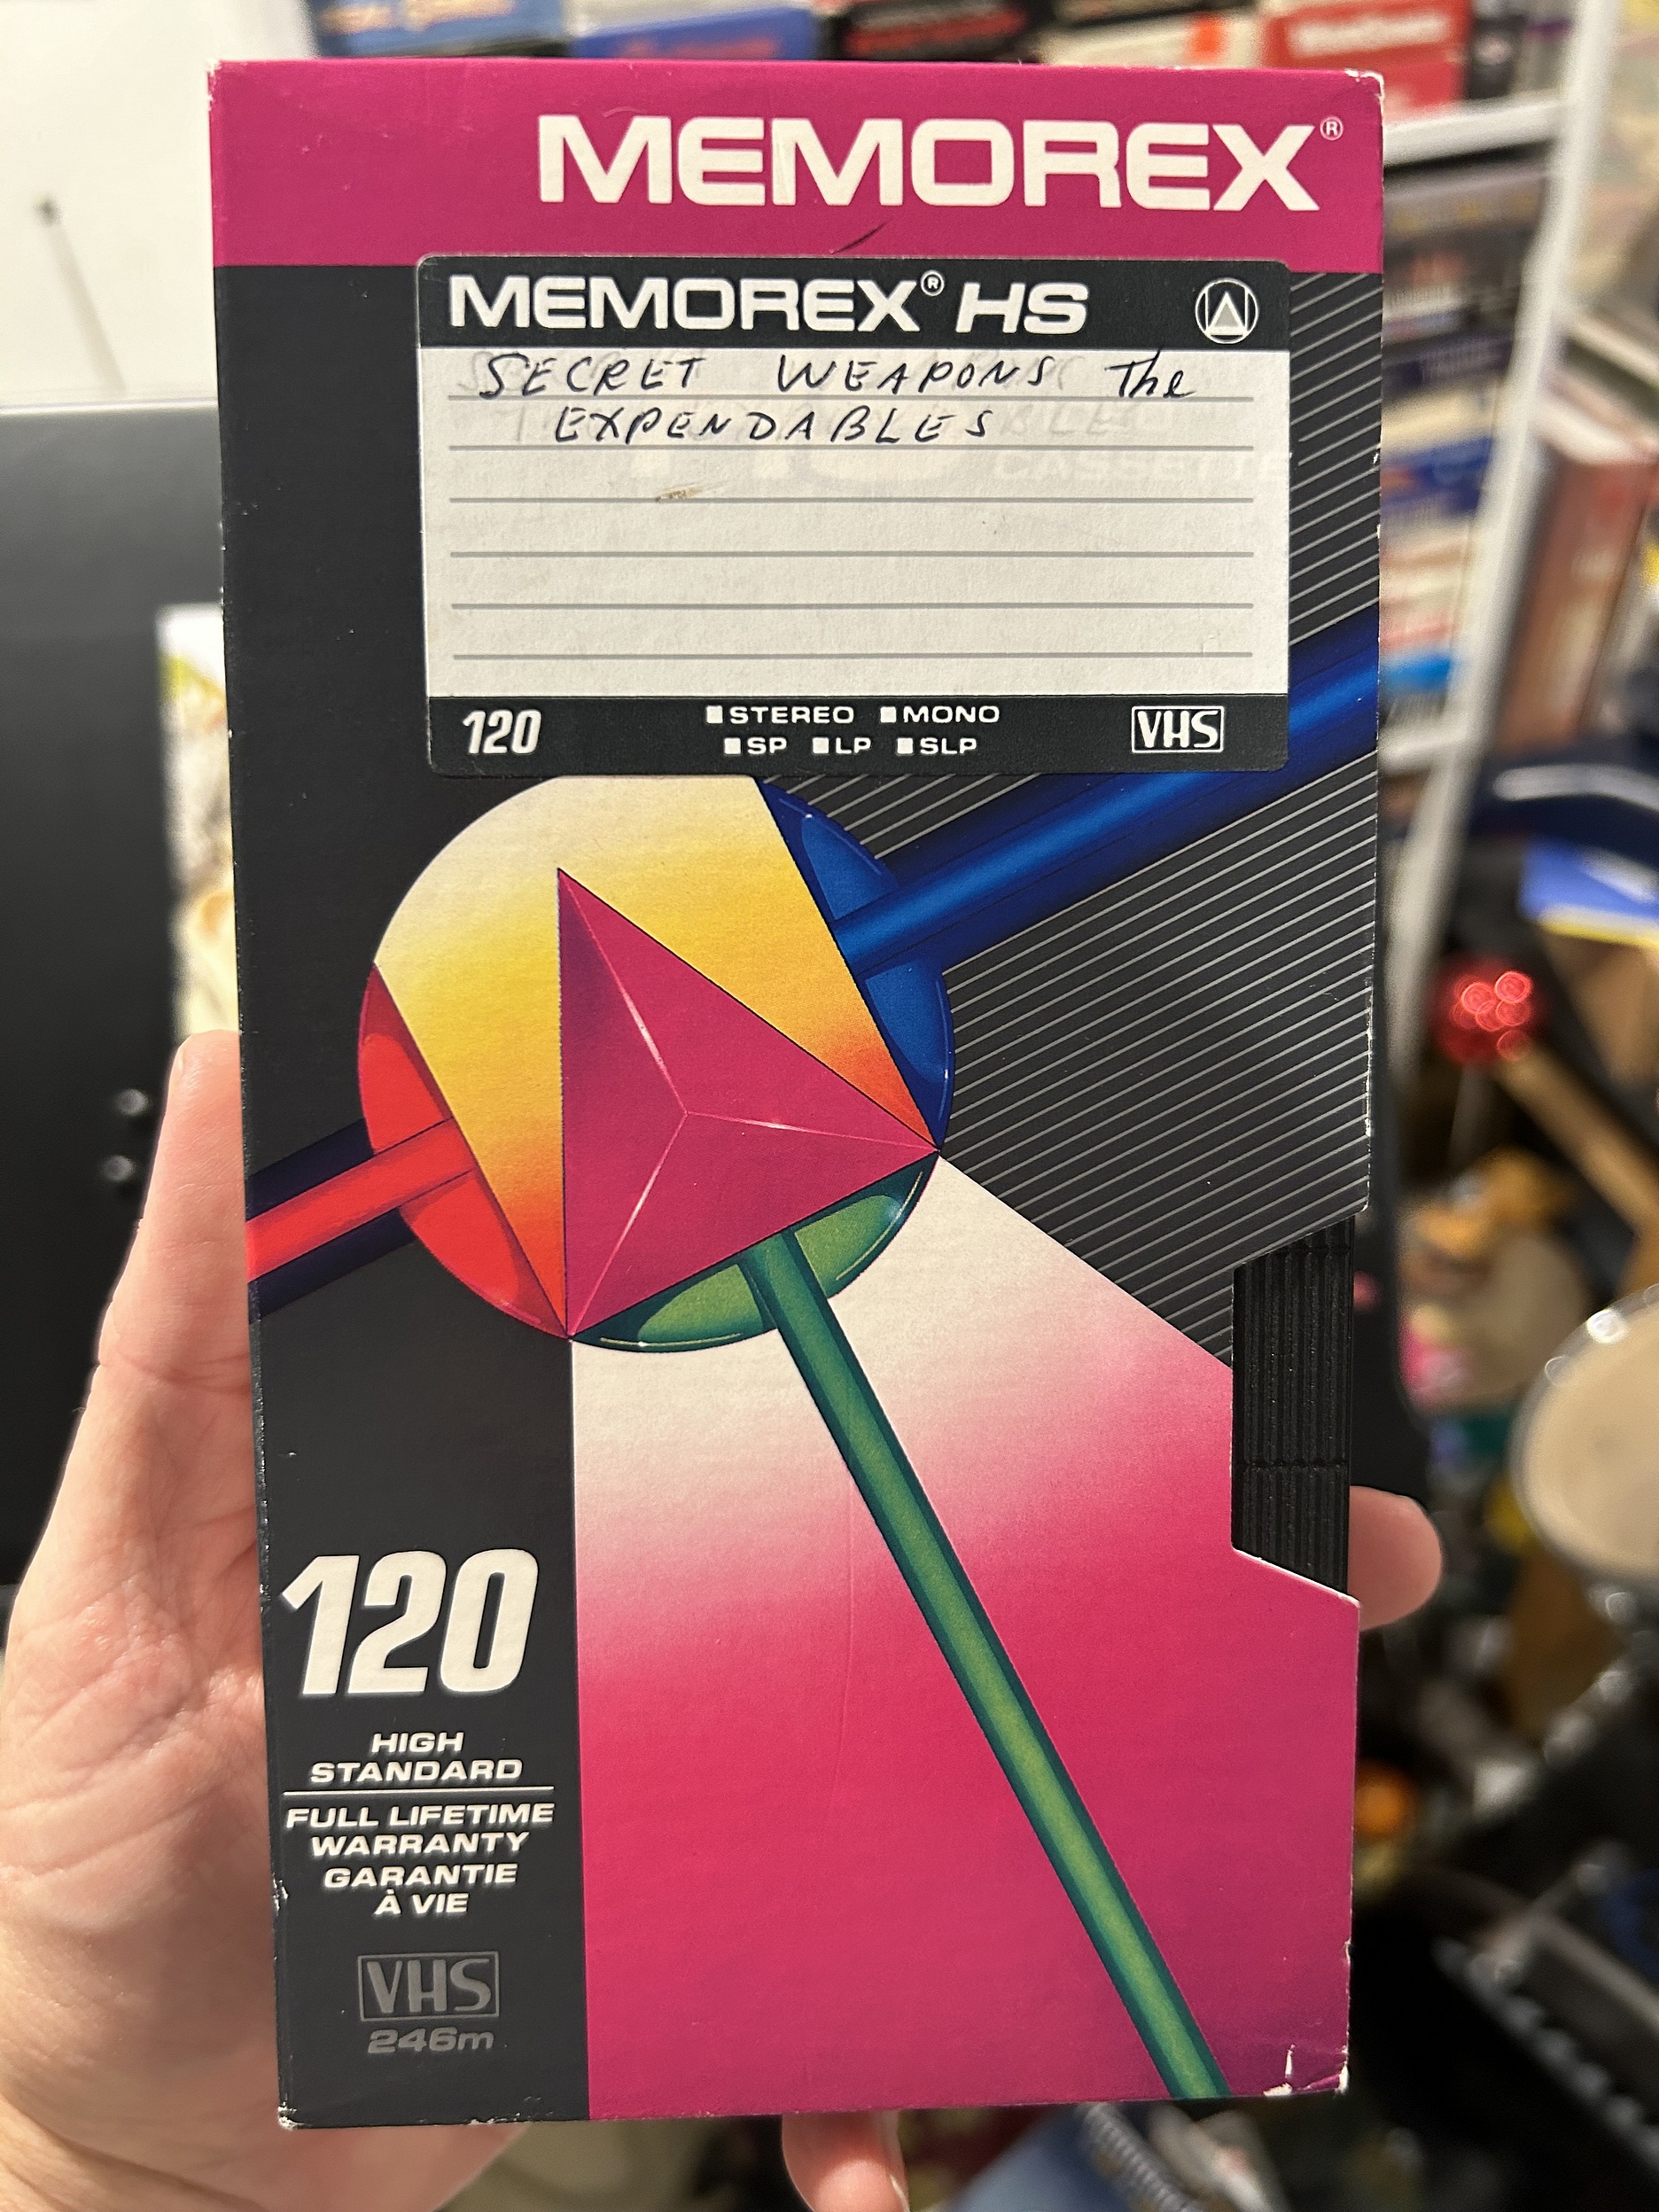 MEMOREX®
MEMOREX® HS
SECRET WEAPONS The
EXPENDABLES
CASSETTE
120
STEREO MONO
SP LP SLP
VHS
120
HIGH
STANDARD
FULL LIFETIME
WARRANTY
GARANTIE
À VIE
VHS
246m